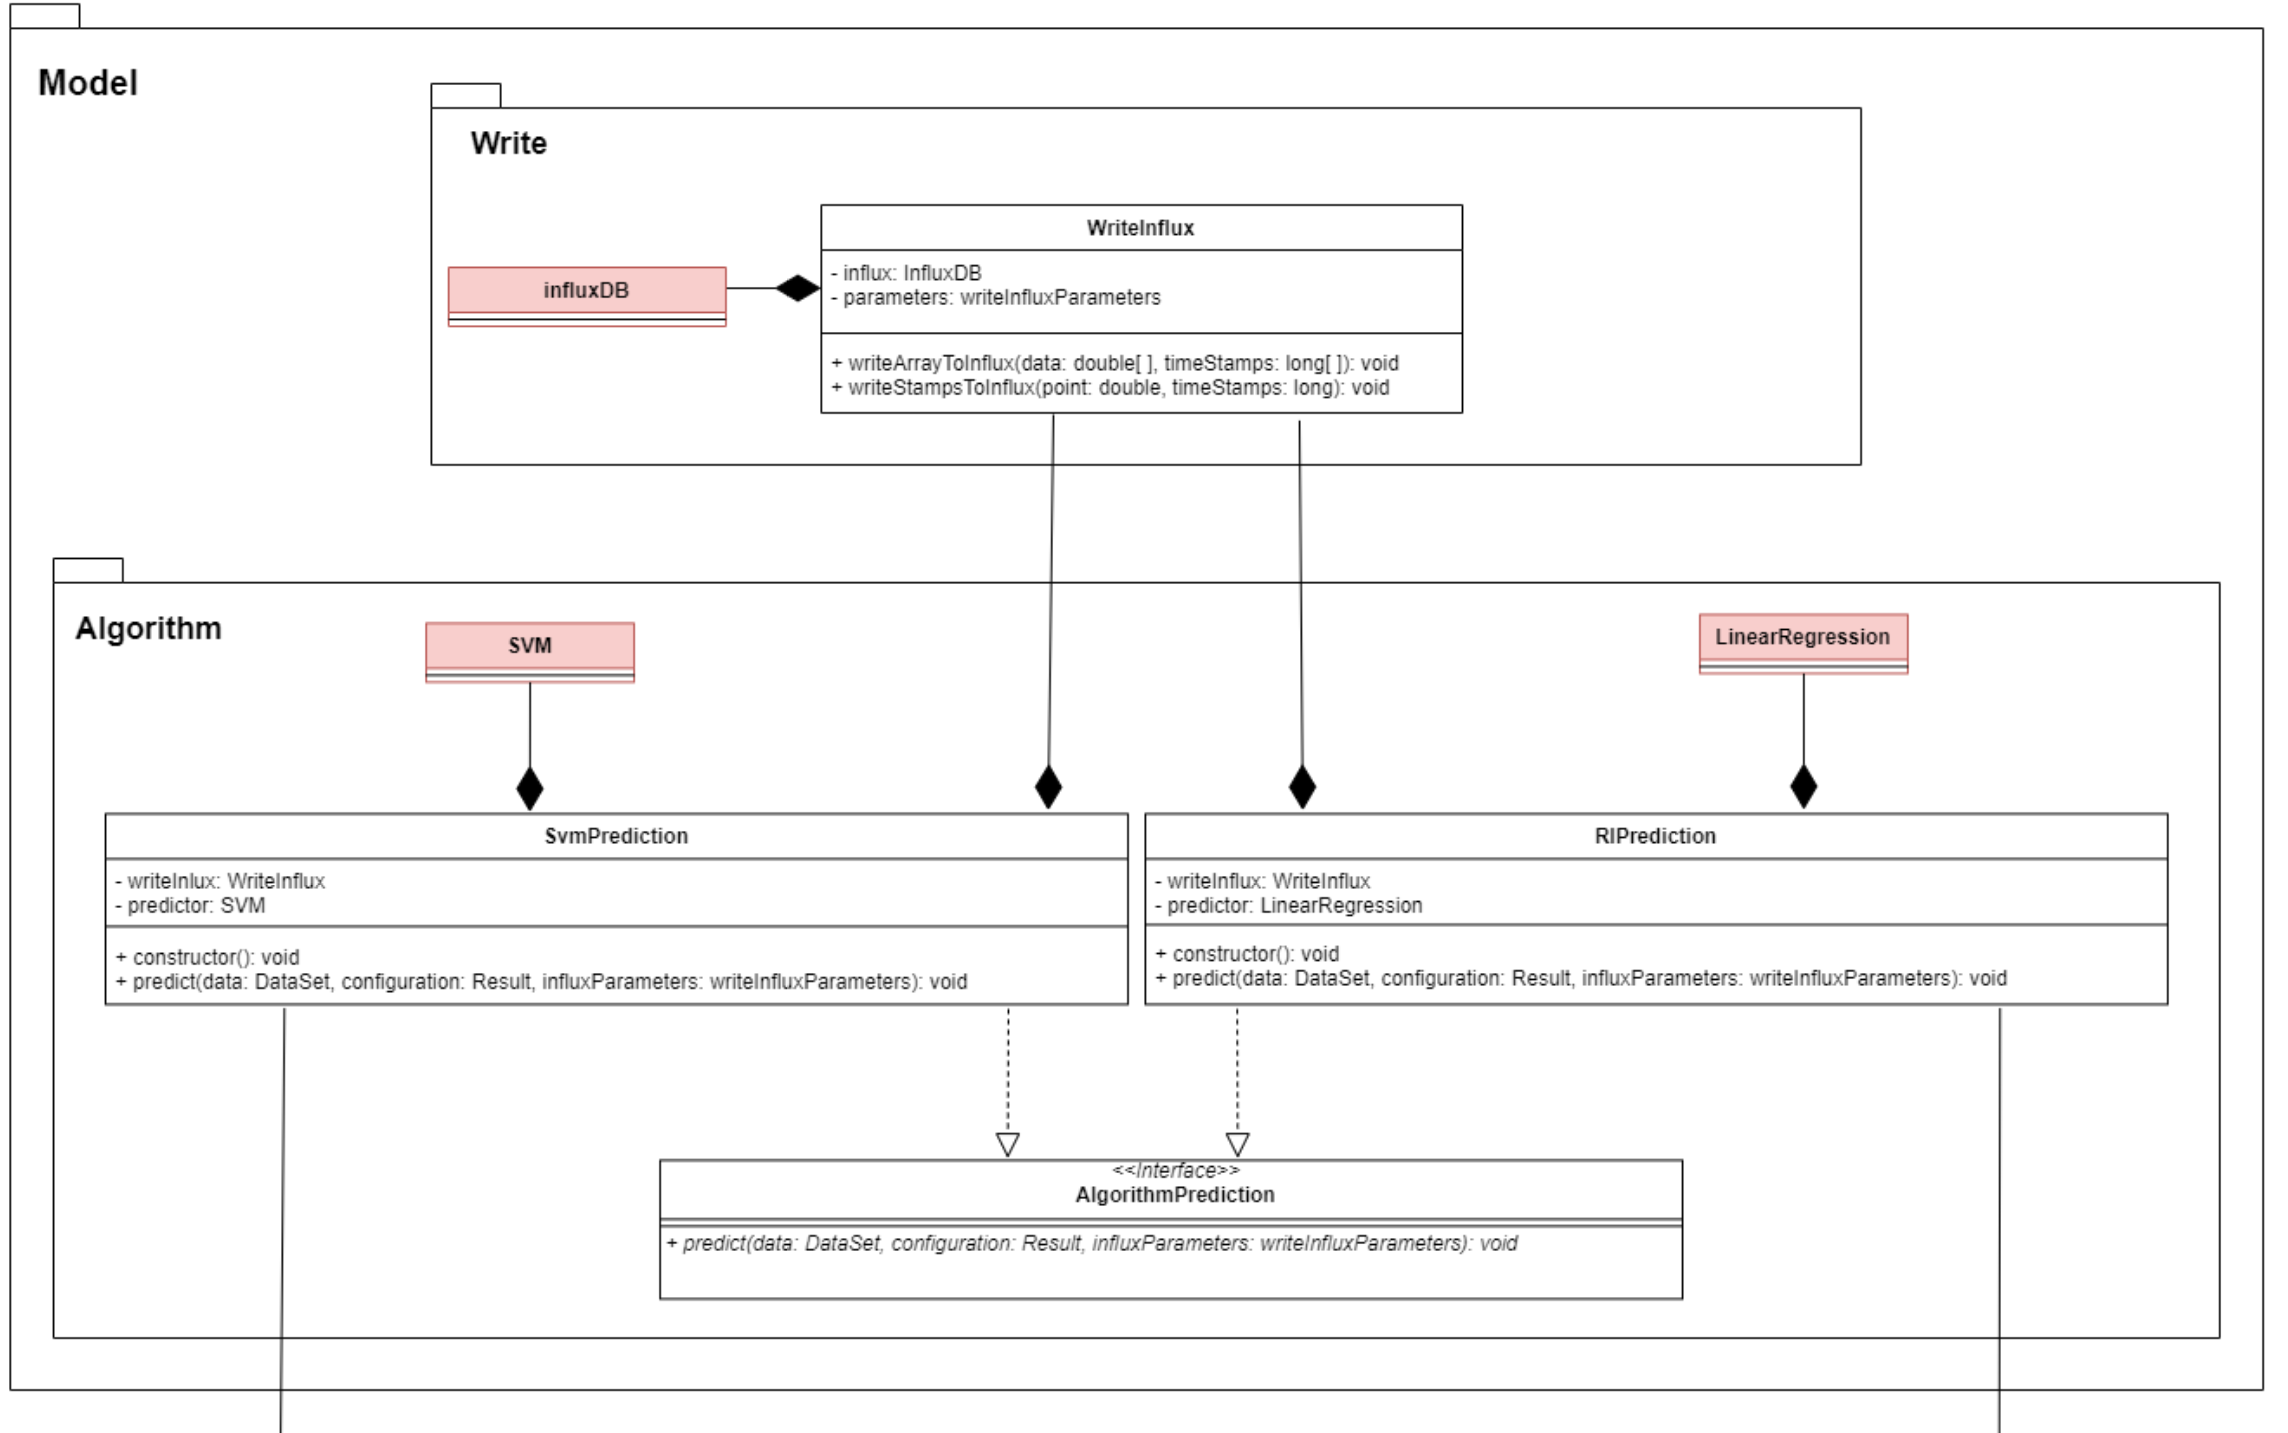 Model
Write
WriteInflux
- influx: InfluxDB
- parameters: writeInfluxParameters
influxDB
+ writeArrayToInflux(data: double[ ], timeStamps: long[ ]): void
+ writeStampsToInflux(point: double, timeStamps: long): void
Algorithm
SVM
LinearRegression
SvmPrediction
- writeInlux: WriteInflux
- predictor: SVM
+ constructor(): void
+ predict(data: DataSet, configuration: Result, influxParameters: writeInfluxParameters): void
RlPrediction
- writeInflux: WriteInflux
- predictor: LinearRegression
+ constructor(): void
+ predict(data: DataSet, configuration: Result, influxParameters: writeInfluxParameters): void
<<Interface>>
AlgorithmPrediction
+ predict(data: DataSet, configuration: Result, influxParameters: writeInfluxParameters): void